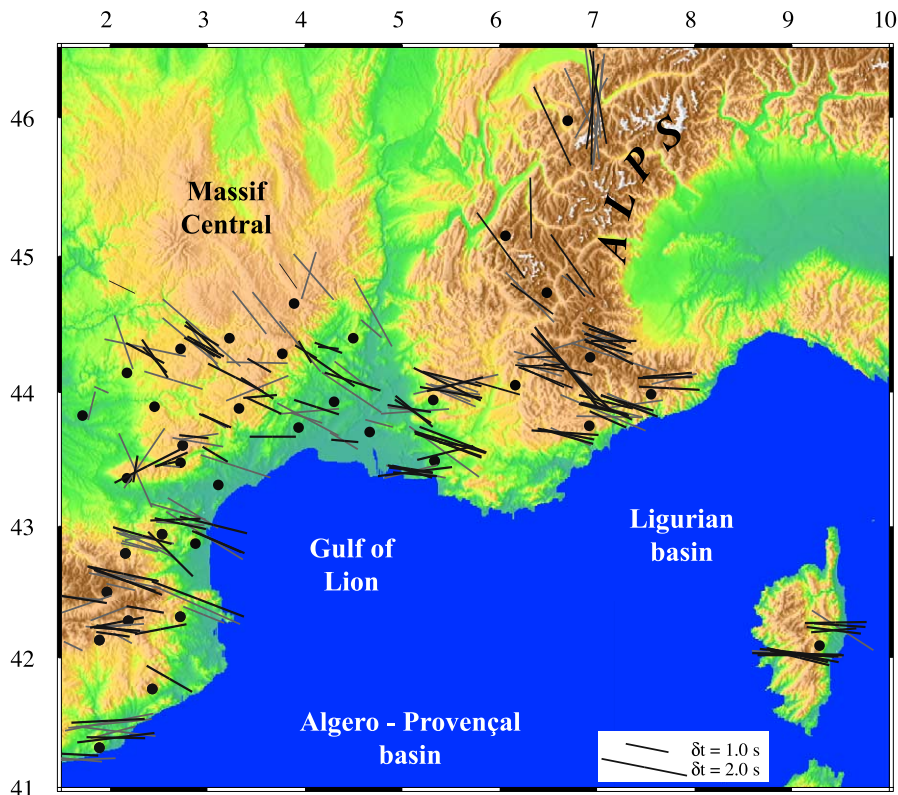 2 3 4 5 6 7 8 9 10
46
45
44
43
42
41
Massif
Central
ALPS
Gulf of
Lion
Ligurian
basin
Algero - Provençal
basin
δt = 1.0 s
δt = 2.0 s